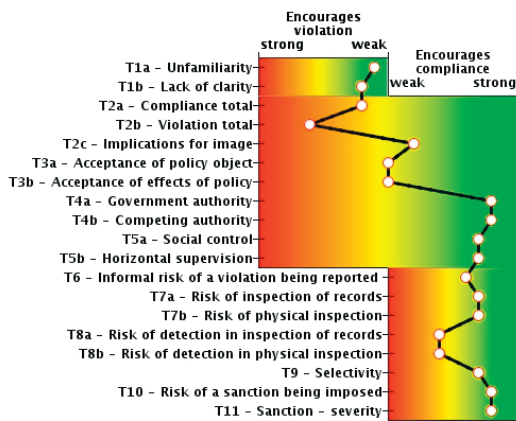 Encourages
violation
strong weak
Encourages
compliance
weak strong
T1a - Unfamiliarity
T1b - Lack of clarity
T2a - Compliance total
T2b - Violation total
T2c - Implications for image
T3a - Acceptance of policy object
T3b - Acceptance of effects of policy
T4a - Government authority
T4b - Competing authority
T5a - Social control
T5b - Horizontal supervision
T6 - Informal risk of a violation being reported
T7a - Risk of inspection of records
T7b - Risk of physical inspection
T8a - Risk of detection in inspection of records
T8b - Risk of detection in physical inspection
T9 - Selectivity
T10 - Risk of a sanction being imposed
T11 - Sanction - severity